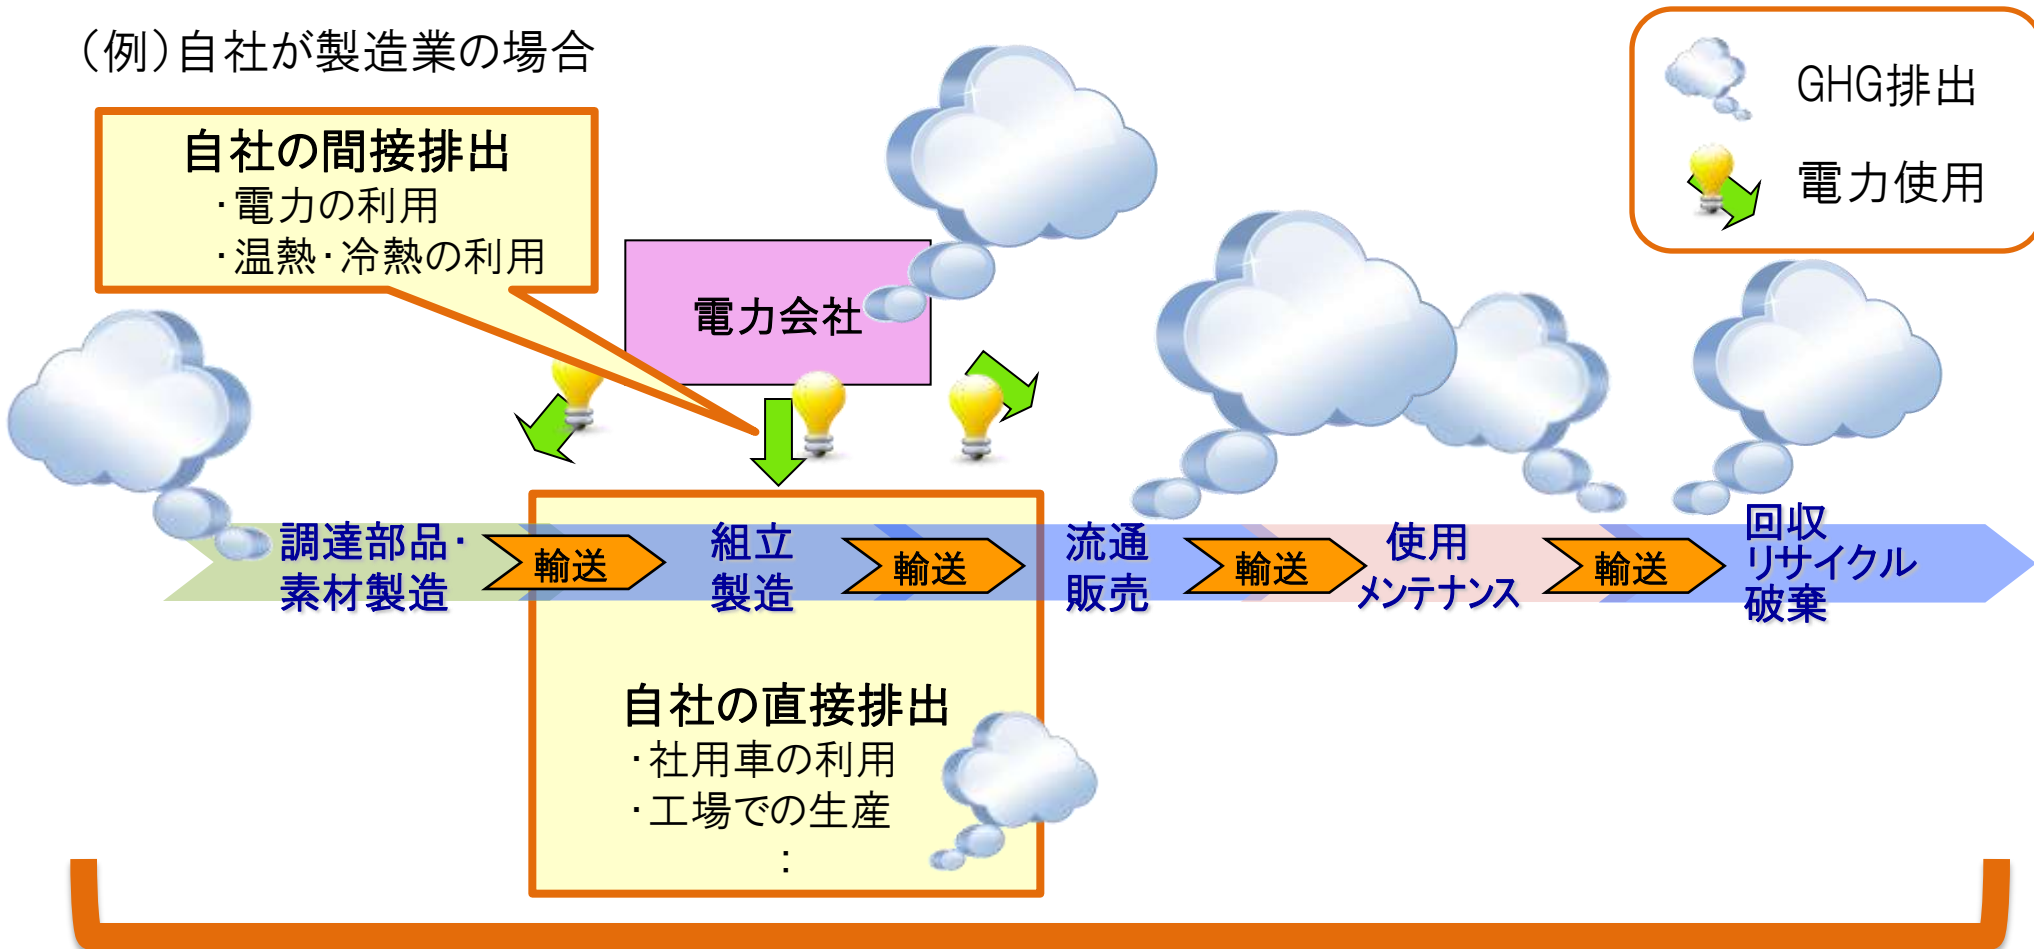 （例）自社が製造業の場合
GHG排出
電力使用
自社の間接排出
・電力の利用
・温熱・冷熱の利用
電力会社
調達部品・
素材製造
輸送
組立
製造
輸送
流通
販売
輸送
使用
メンテナンス
輸送
回収
リサイクル
破棄
自社の直接排出
・社用車の利用
・工場での生産
：